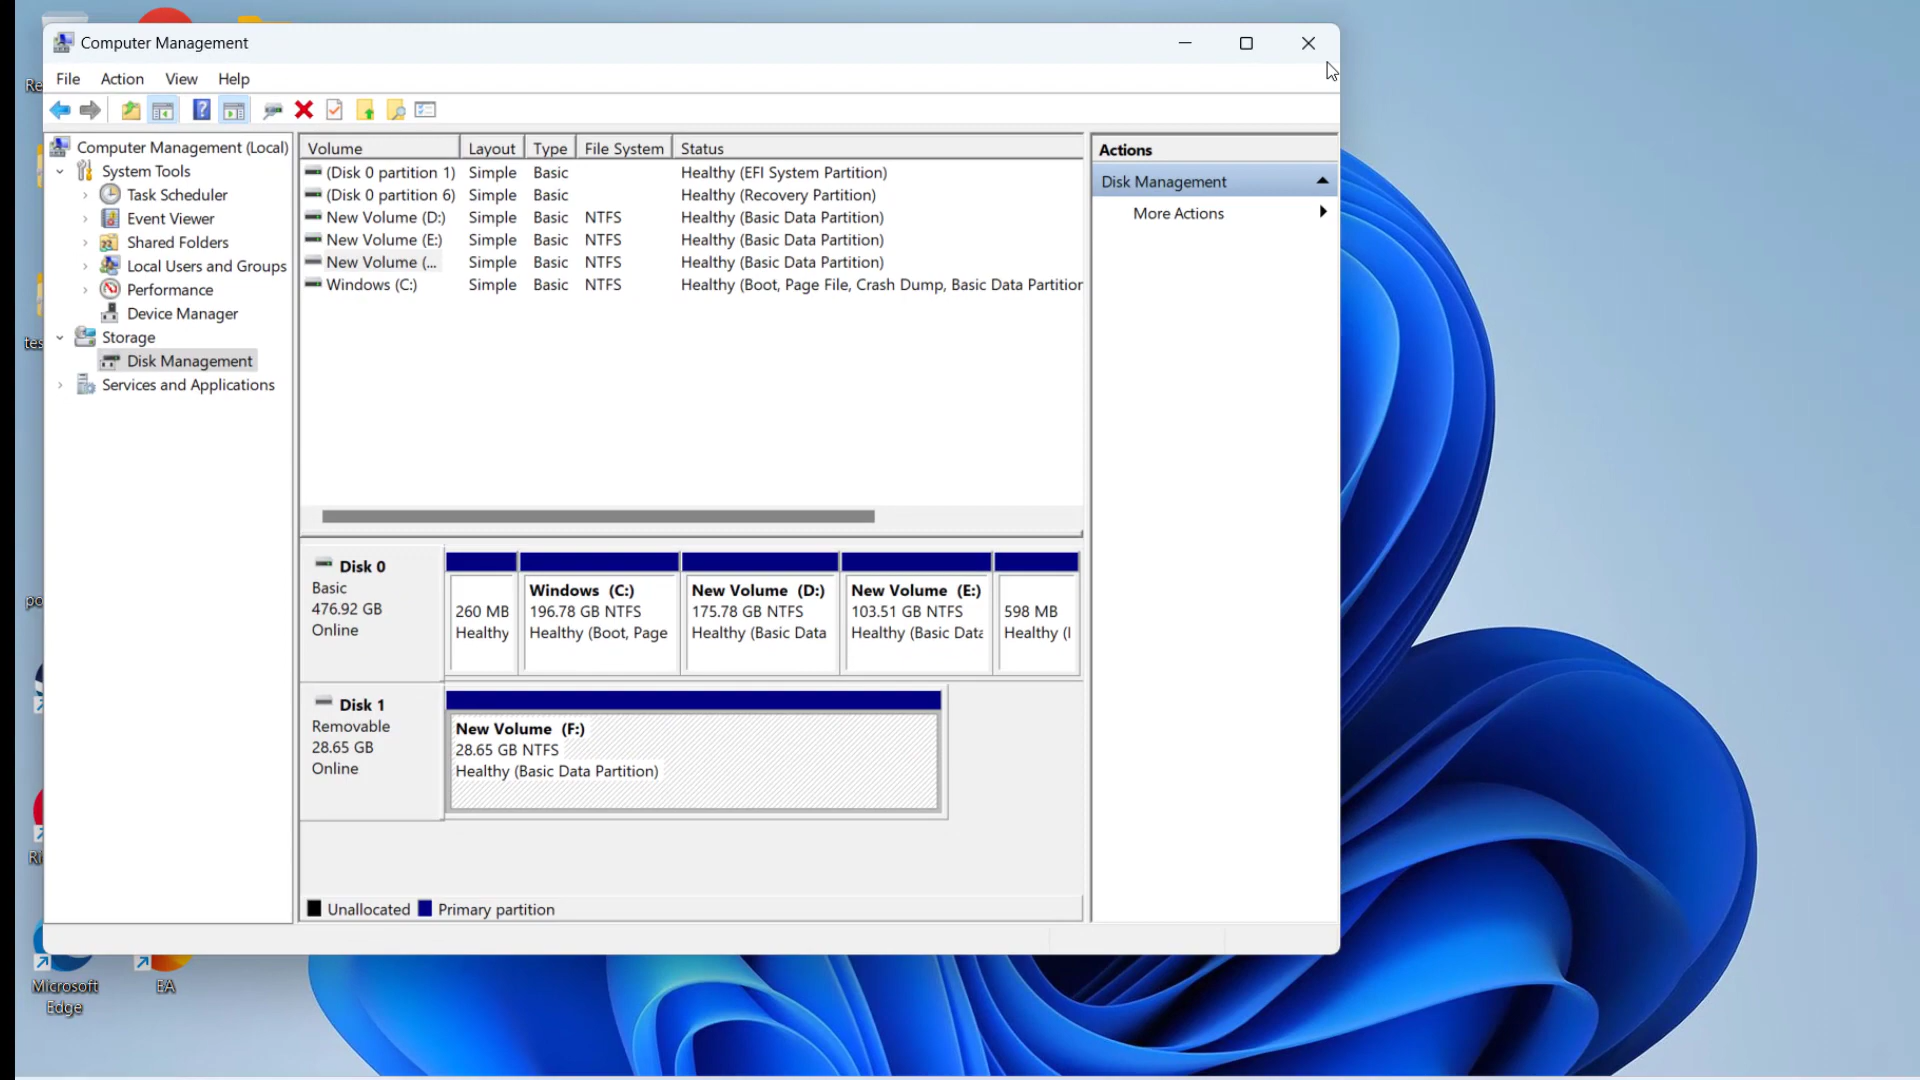 Computer Management
File Action View Help
Computer Management (Local)
System Tools
Task Scheduler
Event Viewer
Shared Folders
Local Users and Groups
Performance
Device Manager
Storage
Disk Management
Services and Applications
Volume Layout Type File System Status
(Disk 0 partition 1) Simple Basic Healthy (EFI System Partition)
(Disk 0 partition 6) Simple Basic Healthy (Recovery Partition)
New Volume (D:) Simple Basic NTFS Healthy (Basic Data Partition)
New Volume (E:) Simple Basic NTFS Healthy (Basic Data Partition)
New Volume (... Simple Basic NTFS Healthy (Basic Data Partition)
Windows (C:) Simple Basic NTFS Healthy (Boot, Page File, Crash Dump, Basic Data Partition
Disk 0
Basic
476.92 GB
Online
260 MB
Healthy
Windows (C:)
196.78 GB NTFS
Healthy (Boot, Page
New Volume (D:)
175.78 GB NTFS
Healthy (Basic Data
New Volume (E:)
103.51 GB NTFS
Healthy (Basic Data
598 MB
Healthy (
Disk 1
Removable
28.65 GB
Online
New Volume (F:)
28.65 GB NTFS
Healthy (Basic Data Partition)
Unallocated Primary partition
Actions
Disk Management
More Actions
Re
tes
po
Ri
Microsoft
Edge
EA